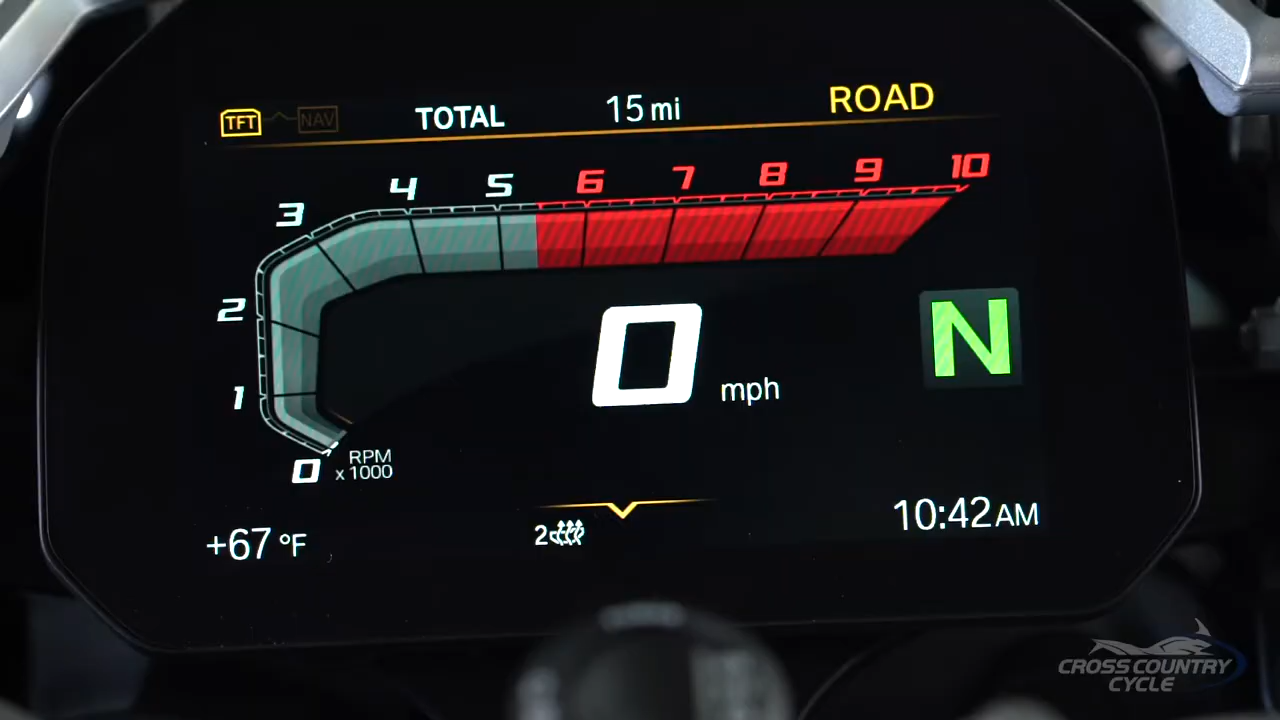 TFT NAV TOTAL 15 mi ROAD
3 4 5 6 7 8 9 10
2
1
0 RPM x 1000
0 mph
N
+67 °F
2
10:42 AM
CROSS COUNTRY
CYCLE